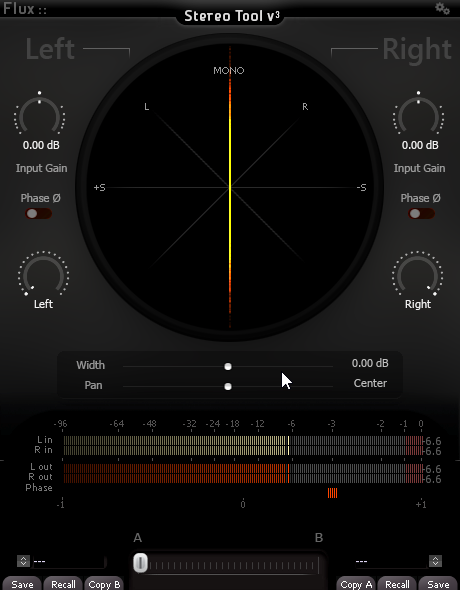 Flux ::
Stereo Tool v3
Left Right
MONO
L R
0.00 dB 0.00 dB
Input Gain Input Gain
+S -S
Phase Ø Phase Ø
Left Right
Width 0.00 dB
Pan Center
-96 -64 -48 -32 -24 -18 -12 -6 -3 -2 -1 0
L in -6.6
R in -6.6
L out -6.6
R out -6.6
Phase
-1 0 +1
A B
--- ---
Save Recall Copy B Copy A Recall Save